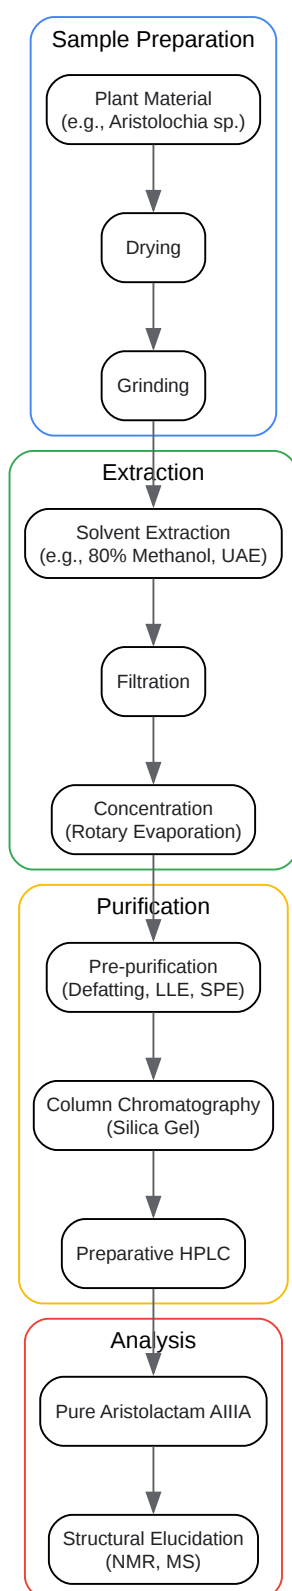 Sample Preparation
Plant Material
(e.g., Aristolochia sp.)
Drying
Grinding
Extraction
Solvent Extraction
(e.g., 80% Methanol, UAE)
Filtration
Concentration
(Rotary Evaporation)
Purification
Pre-purification
(Defatting, LLE, SPE)
Column Chromatography
(Silica Gel)
Preparative HPLC
Analysis
Pure Aristolactam AIIIA
Structural Elucidation
(NMR, MS)